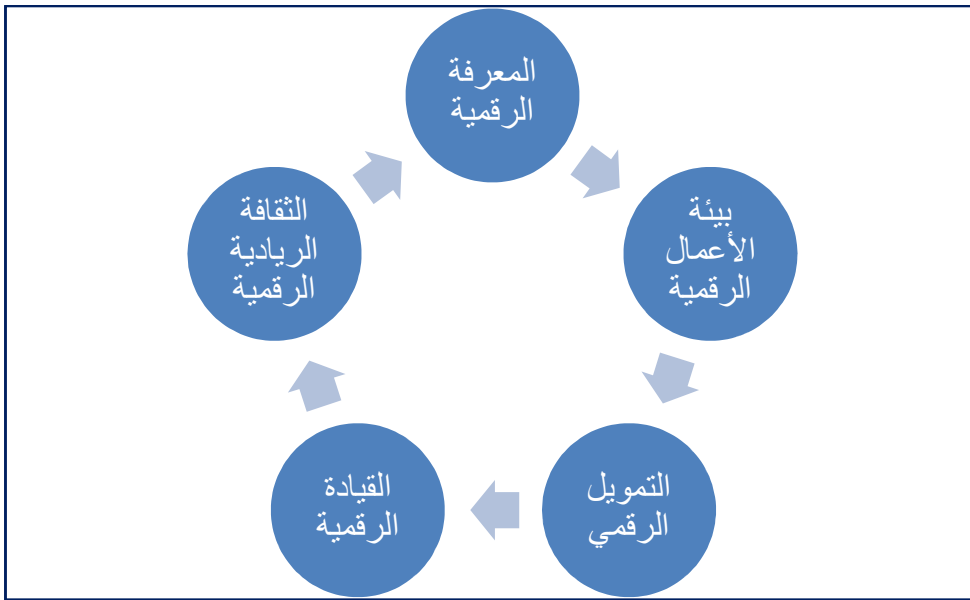 المعرفة
الرقمية
بيئة
الأعمال
الرقمية
التمويل
الرقمي
القيادة
الرقمية
الثقافة
الريادية
الرقمية